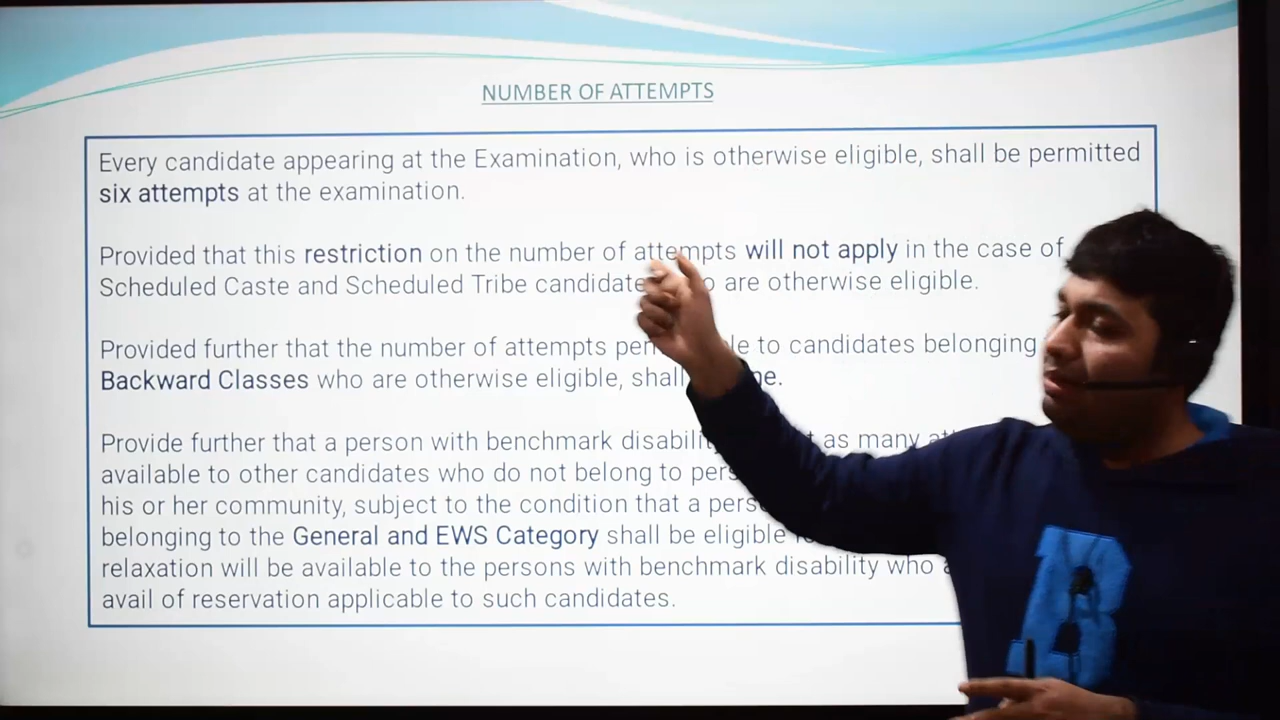 NUMBER OF ATTEMPTS
Every candidate appearing at the Examination, who is otherwise eligible, shall be permitted
six attempts at the examination.
Provided that this restriction on the number of attempts will not apply in the case of
Scheduled Caste and Scheduled Tribe candidate are otherwise eligible.
Provided further that the number of attempts to candidates belonging
Backward Classes who are otherwise eligible, shall
Provide further that a person with benchmark as many
available to other candidates who do not belong to
his or her community, subject to the condition that a
belonging to the General and EWS Category shall be eligible
relaxation will be available to the persons with benchmark disability who
avail of reservation applicable to such candidates.
B